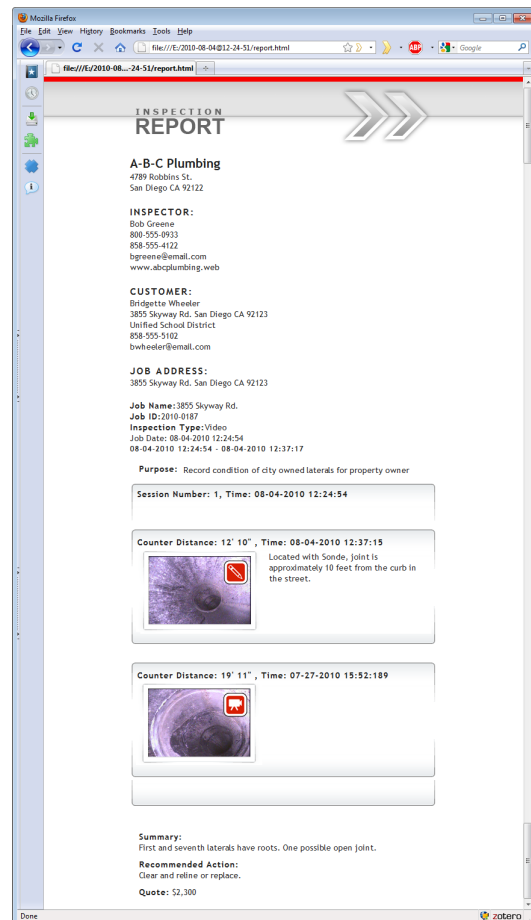 Mozilla Firefox
File Edit View History Bookmarks Tools Help
file:///E:/2010-08-04@12-24-51/report.html
ABP
Google
file:///E:/2010-08...-24-51/report.html
INSPECTION
REPORT
A-B-C Plumbing
4789 Robbins St.
San Diego CA 92122
INSPECTOR:
Bob Greene
800-555-0933
858-555-4122
bgreene@email.com
www.abcplumbing.web
CUSTOMER:
Bridgette Wheeler
3855 Skyway Rd. San Diego CA 92123
Unified School District
858-555-5102
bwheeler@email.com
JOB ADDRESS:
3855 Skyway Rd. San Diego CA 92123
Job Name:3855 Skyway Rd.
Job ID:2010-0187
Inspection Type:Video
Job Date: 08-04-2010 12:24:54
08-04-2010 12:24:54 - 08-04-2010 12:37:17
Purpose: Record condition of city owned laterals for property owner
Session Number: 1, Time: 08-04-2010 12:24:54
Counter Distance: 12' 10" , Time: 08-04-2010 12:37:15
Located with Sonde, joint is
approximately 10 feet from the curb in
the street.
Counter Distance: 19' 11" , Time: 07-27-2010 15:52:189
Summary:
First and seventh laterals have roots. One possible open joint.
Recommended Action:
Clear and reline or replace.
Quote: $2,300
Done
zotero